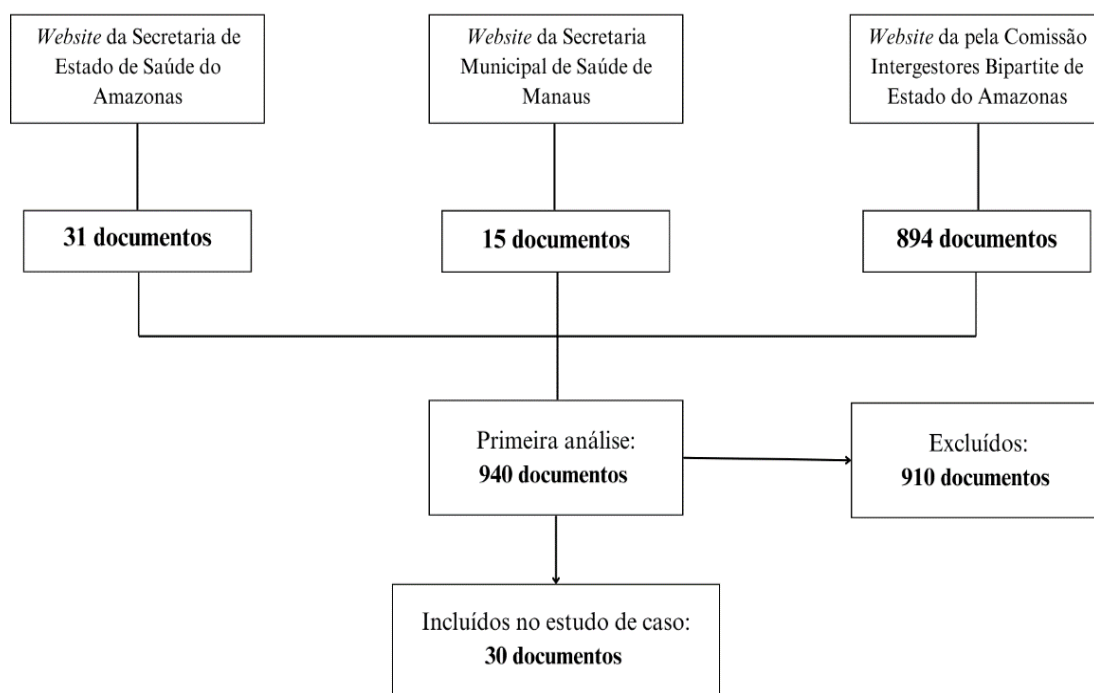 Website da Secretaria de
Estado de Saúde do
Amazonas
Website da Secretaria
Municipal de Saúde de
Manaus
Website da pela Comissão
Intergestores Bipartite de
Estado do Amazonas
31 documentos
15 documentos
894 documentos
Primeira análise:
940 documentos
Excluídos:
910 documentos
Incluídos no estudo de caso:
30 documentos